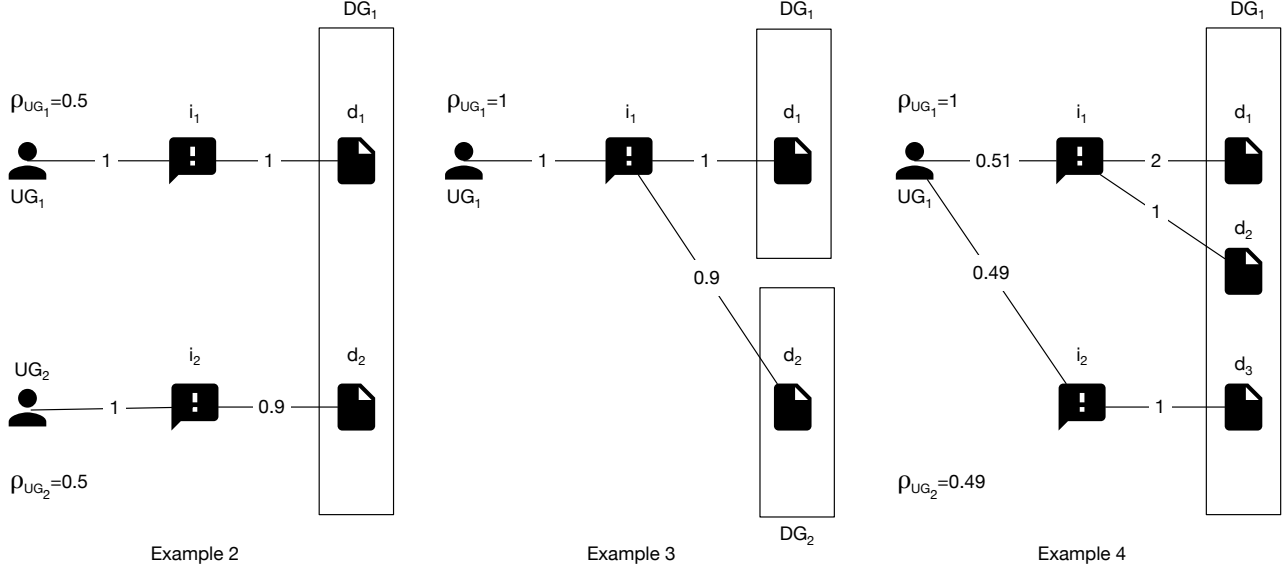 DG₁
ρUG₁=0.5
i₁
d₁
1
1
UG₁
UG₂
i₂
d₂
1
0.9
ρUG₂=0.5
Example 2
DG₁
ρUG₁=1
i₁
d₁
1
1
UG₁
0.9
d₂
DG₂
Example 3
DG₁
ρUG₁=1
i₁
d₁
0.51
2
UG₁
1
d₂
0.49
i₂
d₃
1
ρUG₂=0.49
Example 4